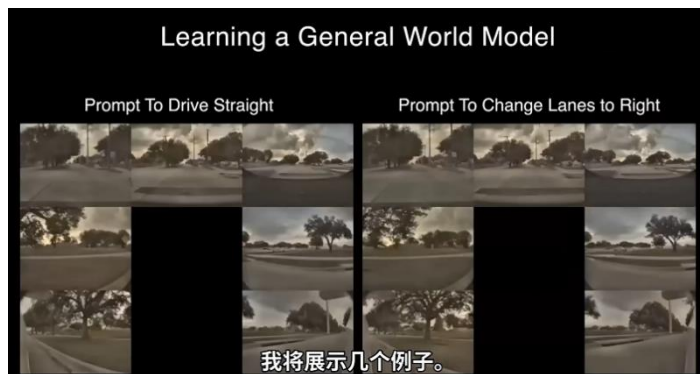 Learning a General World Model
Prompt To Drive Straight
Prompt To Change Lanes to Right
我将展示几个例子。